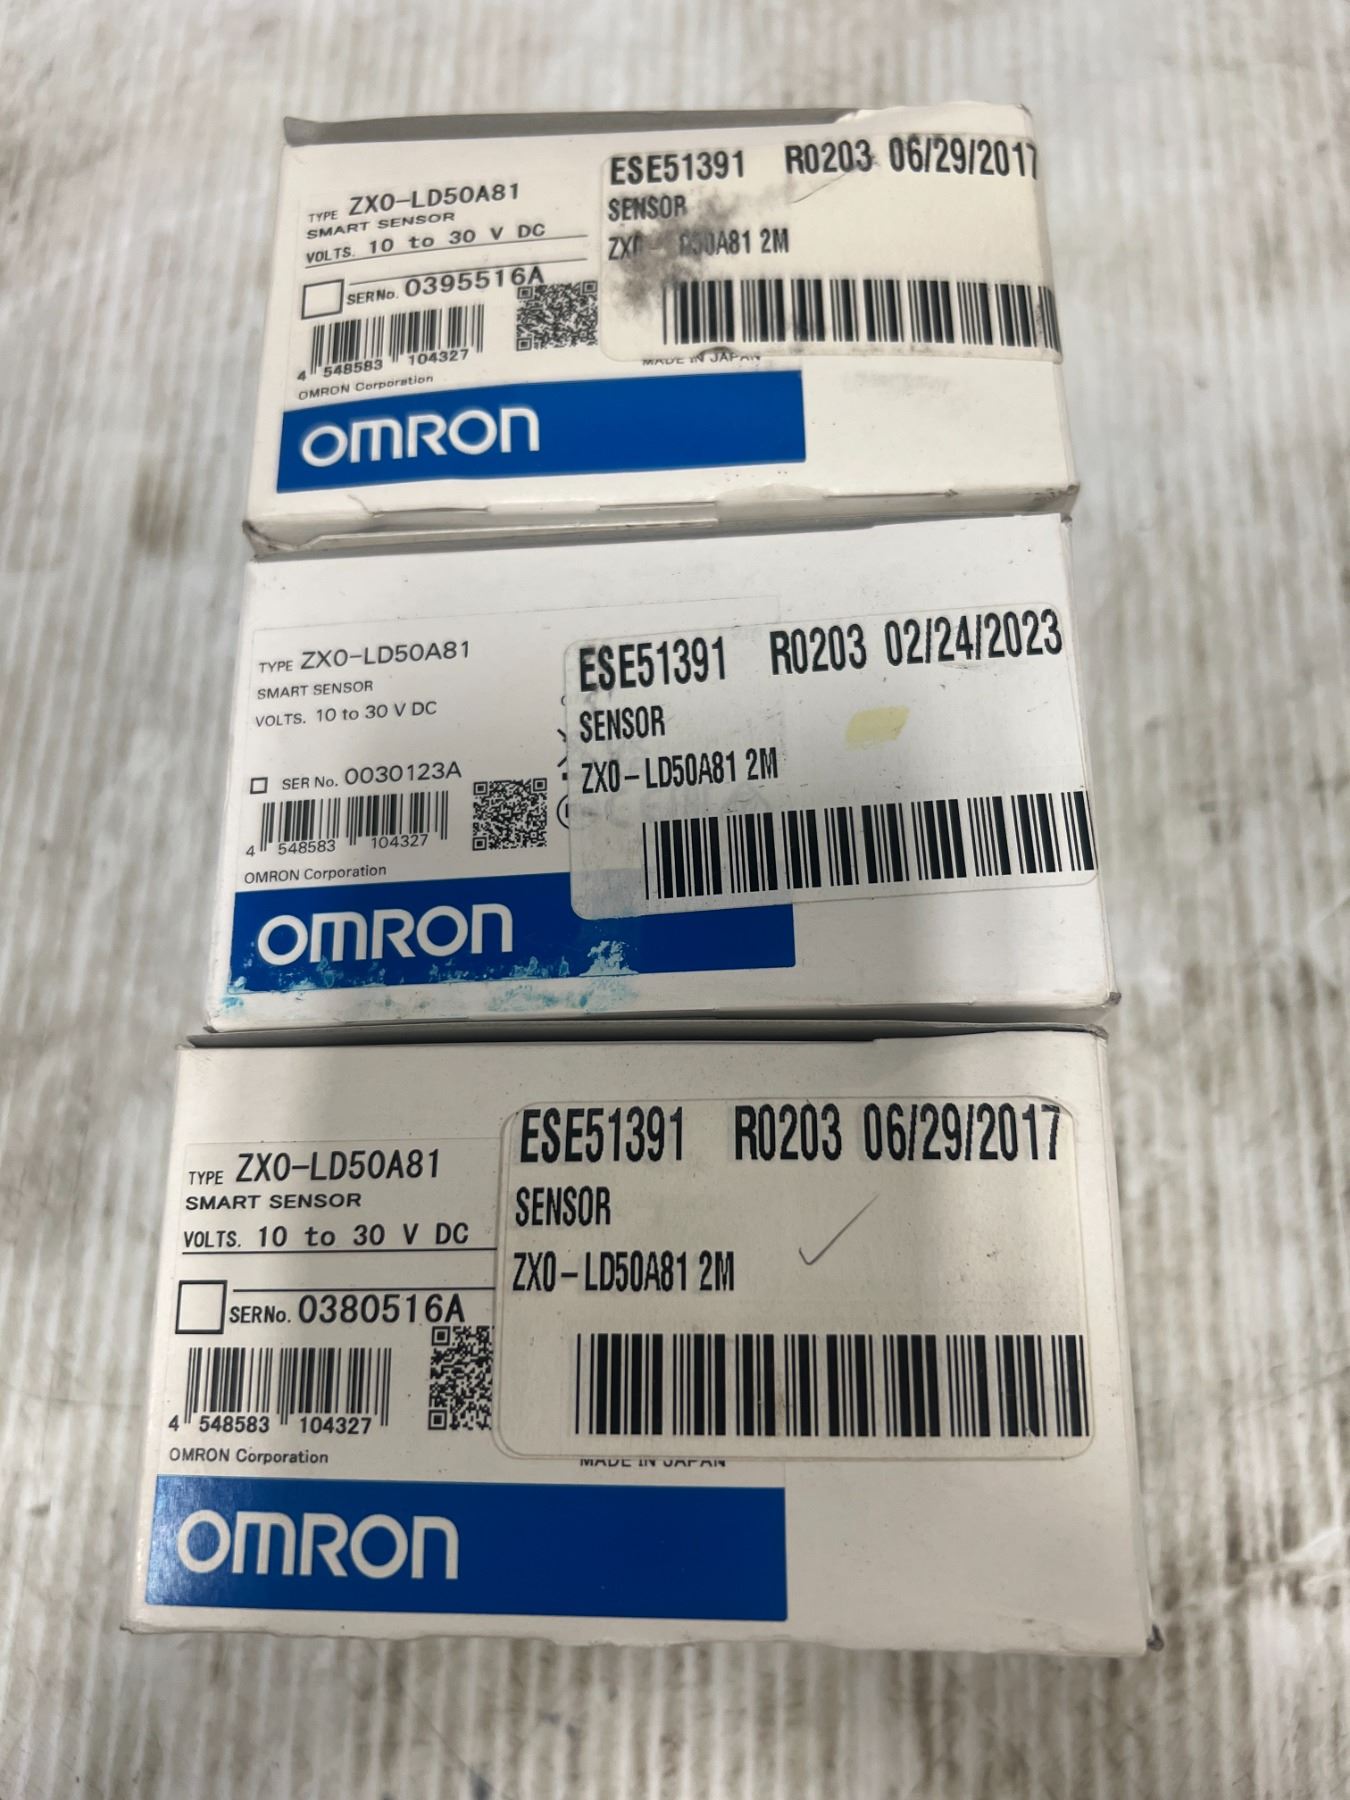 TYPE ZX0-LD50A81
SMART SENSOR
VOLTS. 10 to 30 V DC
SERNo. 0395516A
4 548583 104327
OMRON Corporation
MADE IN JAPAN
OMRON
ESE51391 R0203 06/29/2017
SENSOR
50A81 2M
TYPE ZX0-LD50A81
SMART SENSOR
VOLTS. 10 to 30 V DC
SER No. 0030123A
4 548583 104327
OMRON Corporation
OMRON
ESE51391 R0203 02/24/2023
SENSOR
ZX0-LD50A81 2M
TYPE ZX0-LD50A81
SMART SENSOR
VOLTS. 10 to 30 V DC
SERNo. 0380516A
4 548583 104327
OMRON Corporation
MADE IN JAPAN
OMRON
ESE51391 R0203 06/29/2017
SENSOR
ZX0-LD50A81 2M